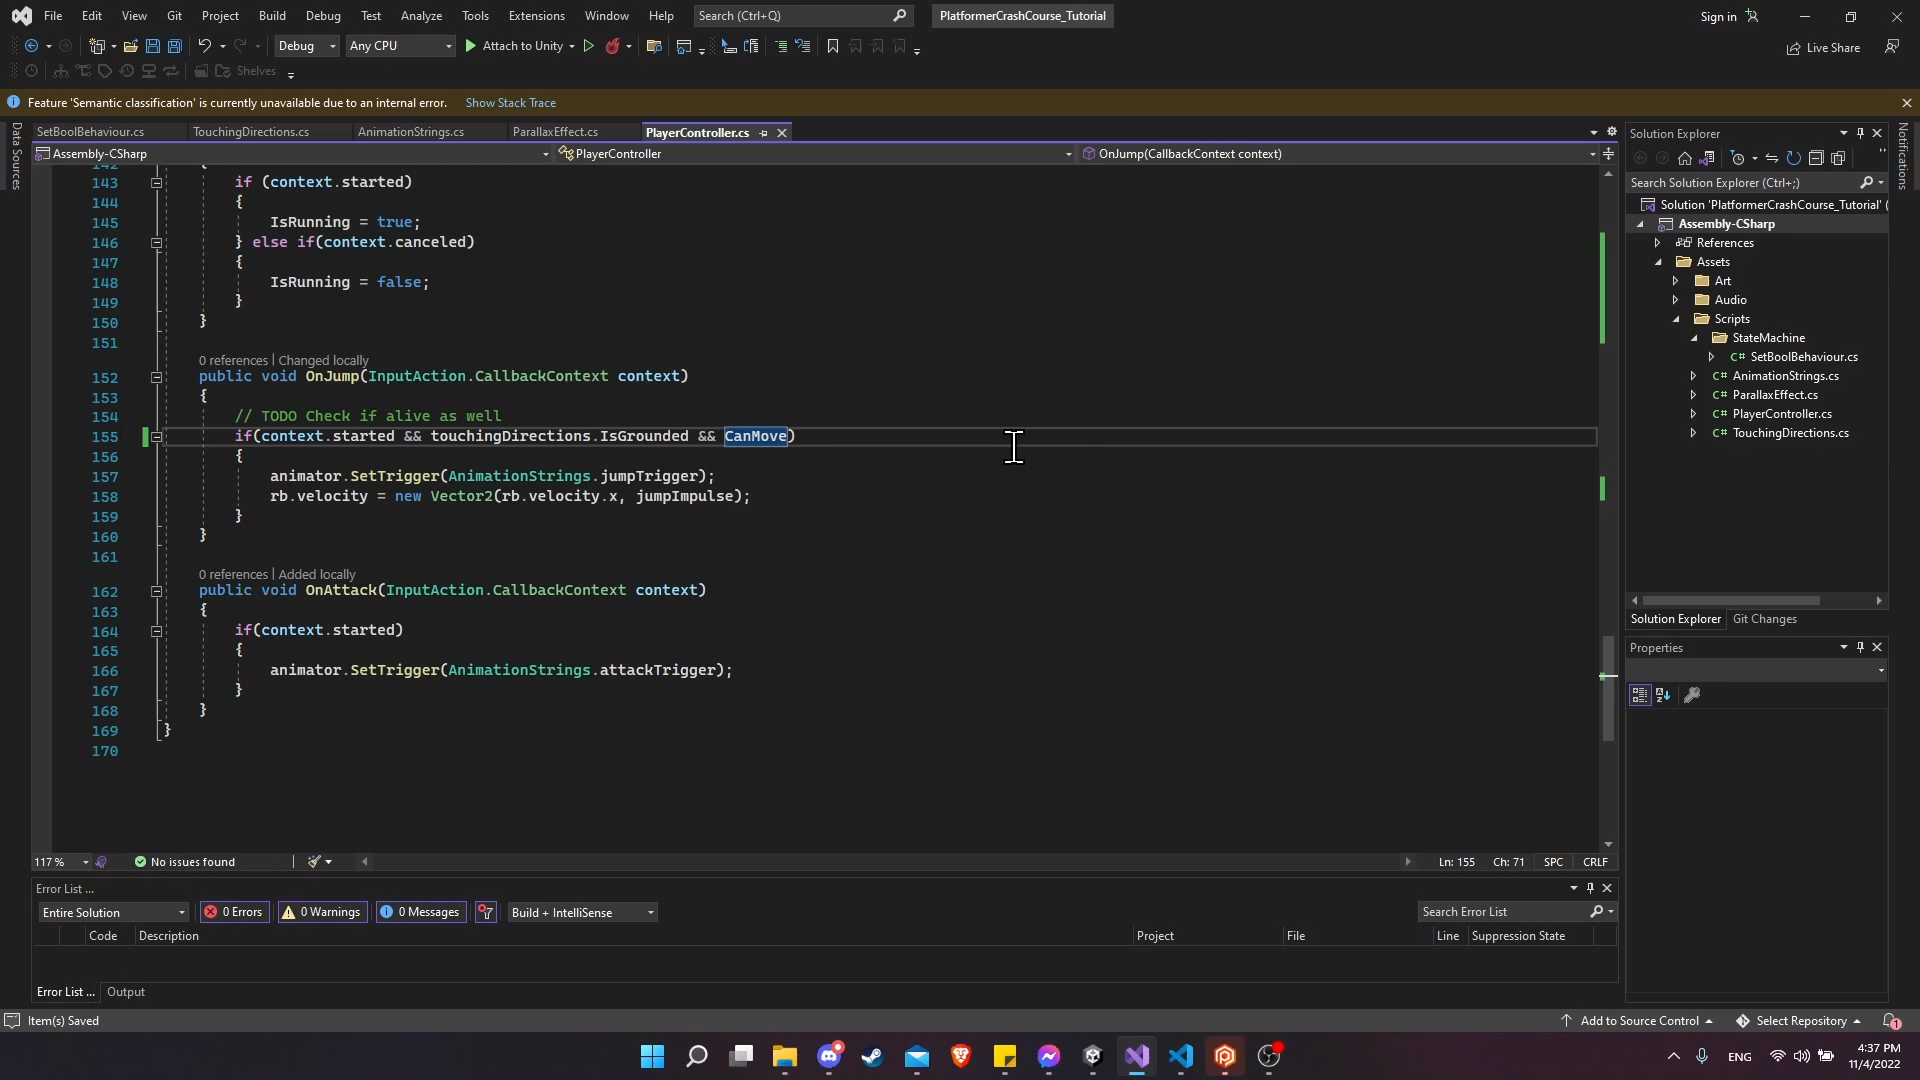 File Edit View Git Project Build Debug Test Analyze Tools Extensions Window Help Search (Ctrl+Q) PlatformerCrashCourse_Tutorial Sign in
Debug Any CPU Attach to Unity Live Share
Shelves
Feature 'Semantic classification' is currently unavailable due to an internal error. Show Stack Trace
Data Sources
SetBoolBehaviour.cs TouchingDirections.cs AnimationStrings.cs ParallaxEffect.cs PlayerController.cs
Assembly-CSharp PlayerController OnJump(CallbackContext context)
142 {
143 if (context.started)
144 {
145 IsRunning = true;
146 } else if(context.canceled)
147 {
148 IsRunning = false;
149 }
150 }
151
0 references | Changed locally
152 public void OnJump(InputAction.CallbackContext context)
153 {
154 // TODO Check if alive as well
155 if(context.started && touchingDirections.IsGrounded && CanMove)
156 {
157 animator.SetTrigger(AnimationStrings.jumpTrigger);
158 rb.velocity = new Vector2(rb.velocity.x, jumpImpulse);
159 }
160 }
161
0 references | Added locally
162 public void OnAttack(InputAction.CallbackContext context)
163 {
164 if(context.started)
165 {
166 animator.SetTrigger(AnimationStrings.attackTrigger);
167 }
168 }
169 }
170
117 % No issues found Ln: 155 Ch: 71 SPC CRLF
Error List ...
Entire Solution 0 Errors 0 Warnings 0 Messages Build + IntelliSense Search Error List
Code Description Project File Line Suppression State
Error List ... Output
Solution Explorer
Search Solution Explorer (Ctrl+;)
Solution 'PlatformerCrashCourse_Tutorial' (
Assembly-CSharp
References
Assets
Art
Audio
Scripts
StateMachine
C# SetBoolBehaviour.cs
C# AnimationStrings.cs
C# ParallaxEffect.cs
C# PlayerController.cs
C# TouchingDirections.cs
Solution Explorer Git Changes
Properties
Notifications
Item(s) Saved Add to Source Control Select Repository 1
ENG 4:37 PM
11/4/2022